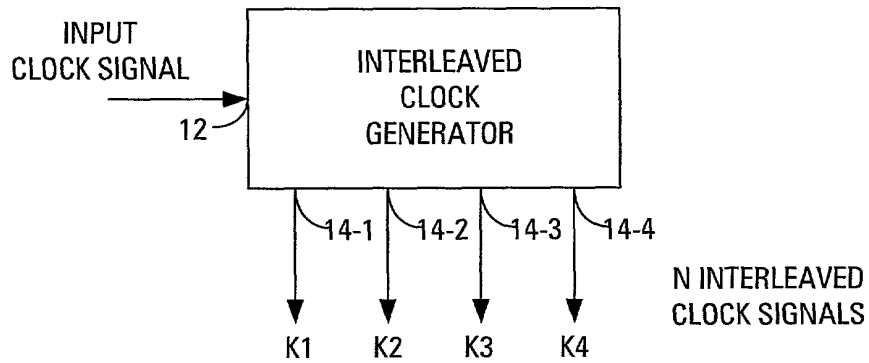 INPUT
CLOCK SIGNAL
12
INTERLEAVED
CLOCK
GENERATOR
14-1
14-2
14-3
14-4
N INTERLEAVED
CLOCK SIGNALS
K1
K2
K3
K4